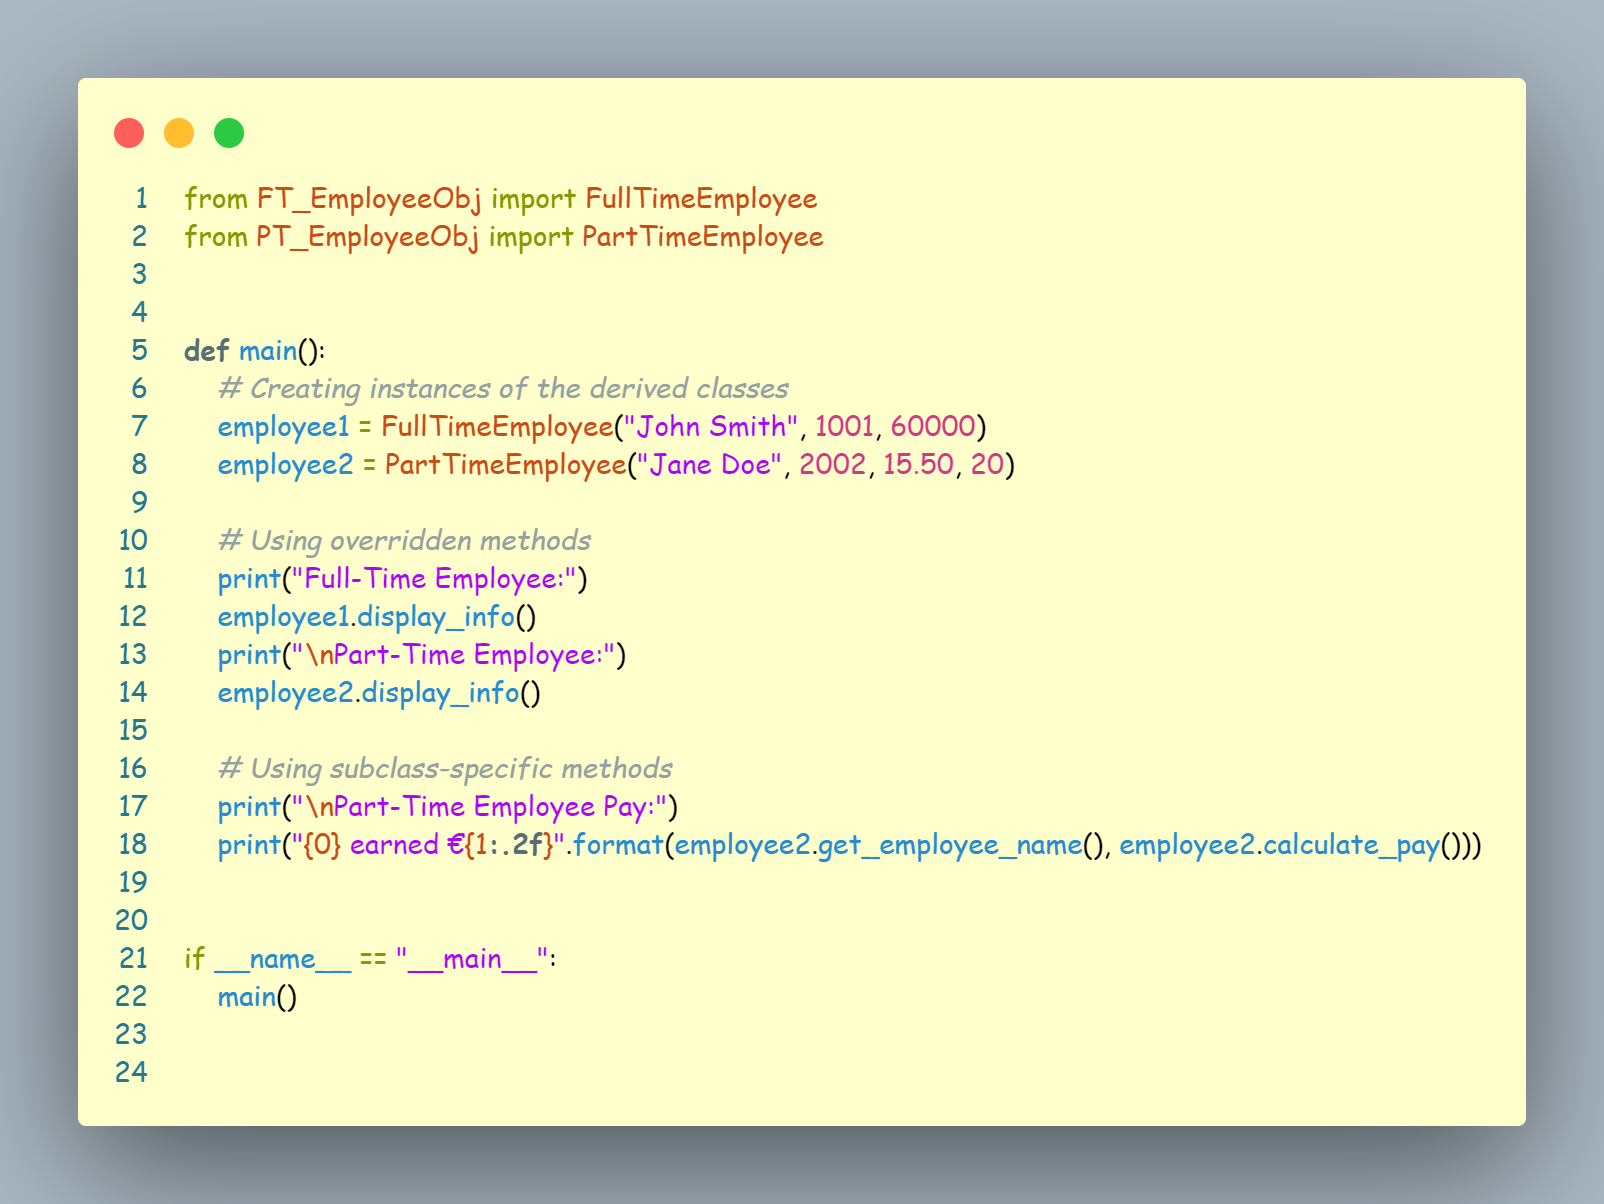 1 from FT_EmployeeObj import FullTimeEmployee
2 from PT_EmployeeObj import PartTimeEmployee
3
4
5 def main():
6     # Creating instances of the derived classes
7     employee1 = FullTimeEmployee("John Smith", 1001, 60000)
8     employee2 = PartTimeEmployee("Jane Doe", 2002, 15.50, 20)
9
10     # Using overridden methods
11     print("Full-Time Employee:")
12     employee1.display_info()
13     print("\nPart-Time Employee:")
14     employee2.display_info()
15
16     # Using subclass-specific methods
17     print("\nPart-Time Employee Pay:")
18     print("{0} earned €{1:.2f}".format(employee2.get_employee_name(), employee2.calculate_pay()))
19
20
21 if __name__ == "__main__":
22     main()
23
24